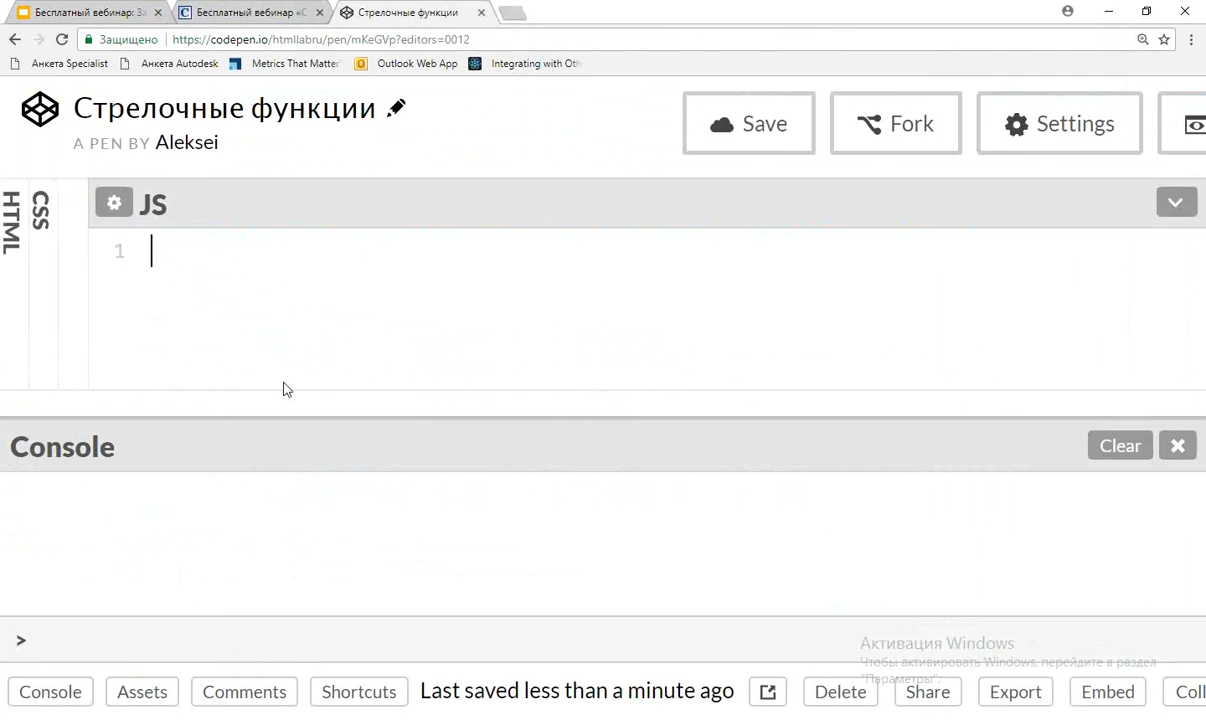 Бесплатный вебинар: За
Бесплатный вебинар «С
Стрелочные функции
Защищено
https://codepen.io/htmllabru/pen/mKeGVp?editors=0012
Анкета Specialist
Анкета Autodesk
Metrics That Matter
Outlook Web App
Integrating with Oth
Стрелочные функции
A PEN BY Aleksei
Save
Fork
Settings
HTML
CSS
JS
1
Console
Clear
>
Активация Windows
Чтобы активировать Windows, перейдите в раздел
"Параметры".
Console
Assets
Comments
Shortcuts
Last saved less than a minute ago
Delete
Share
Export
Embed
Coll